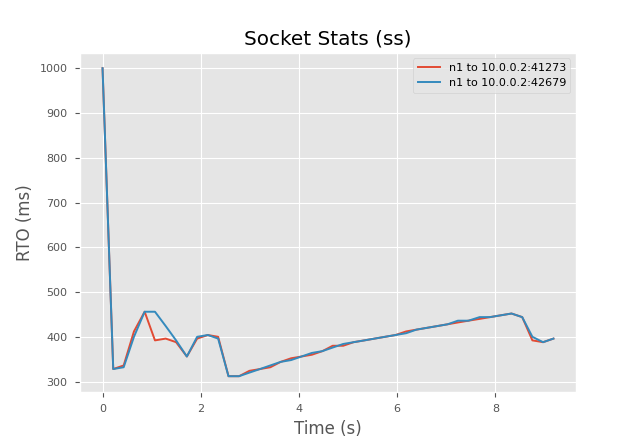 Socket Stats (ss)
n1 to 10.0.0.2:41273
n1 to 10.0.0.2:42679
RTO (ms)
1000
900
800
700
600
500
400
300
0 2 4 6 8
Time (s)